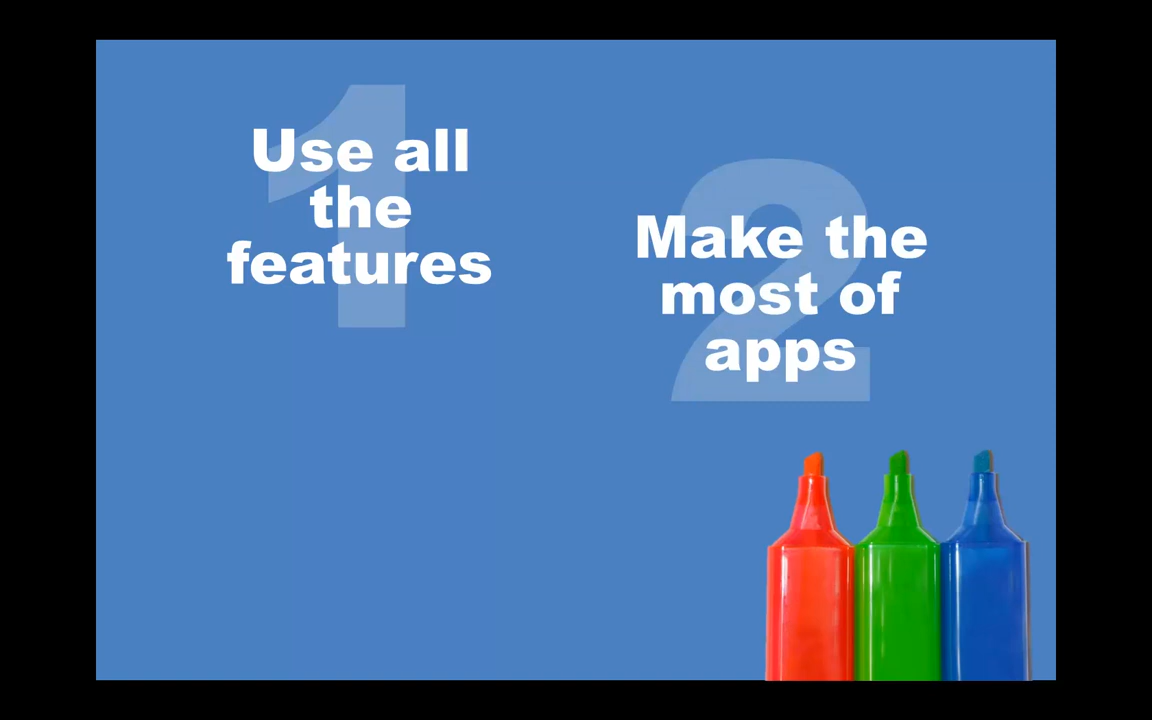 1
Use all
the
features
2
Make the
most of
apps